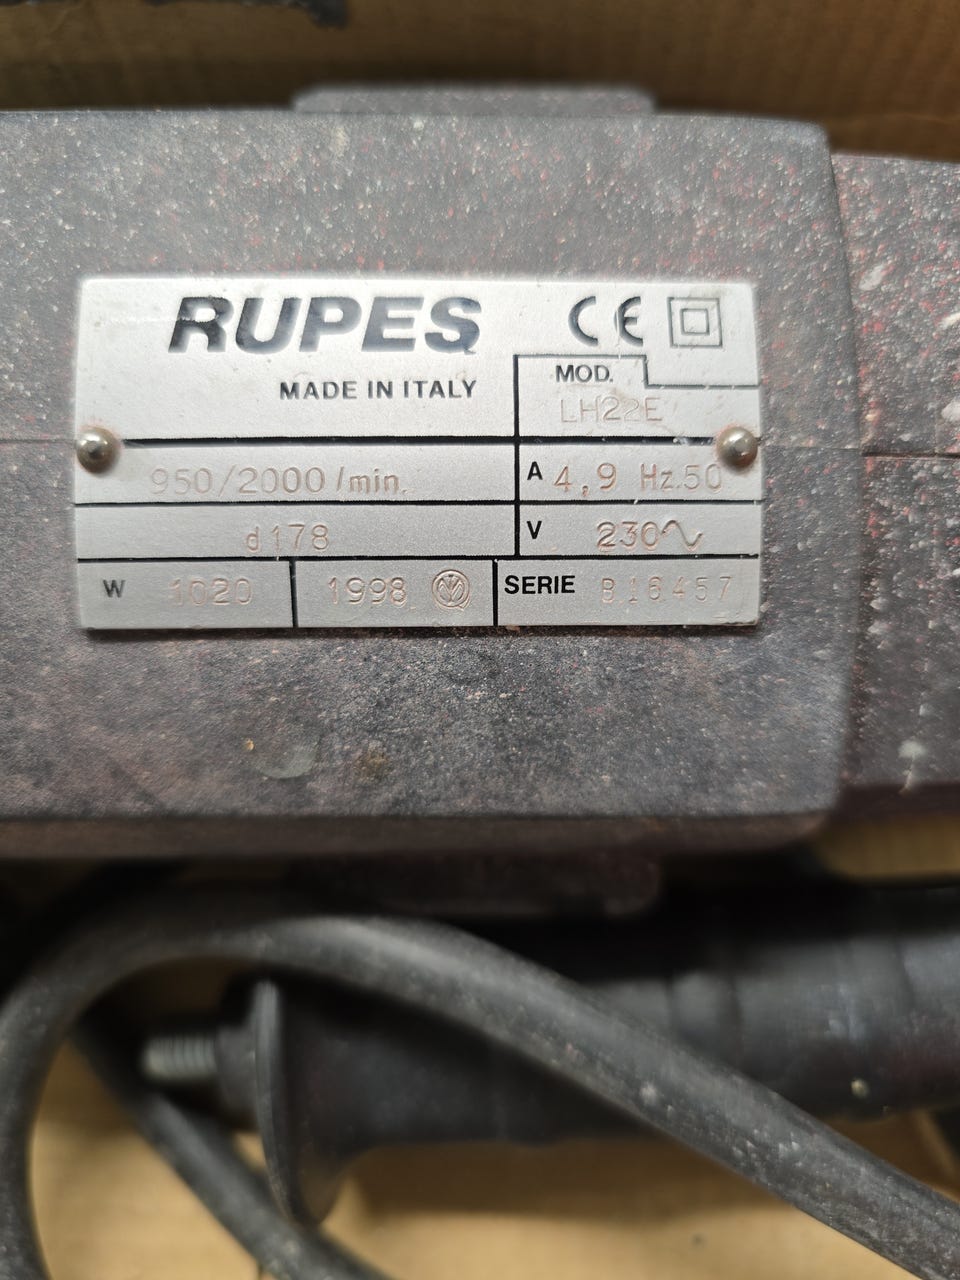 RUPES CE
MADE IN ITALY
MOD.
LH22E
950/2000/min.
A 4,9 Hz.50
d178
V 230~
W 1020
1998
SERIE B16457